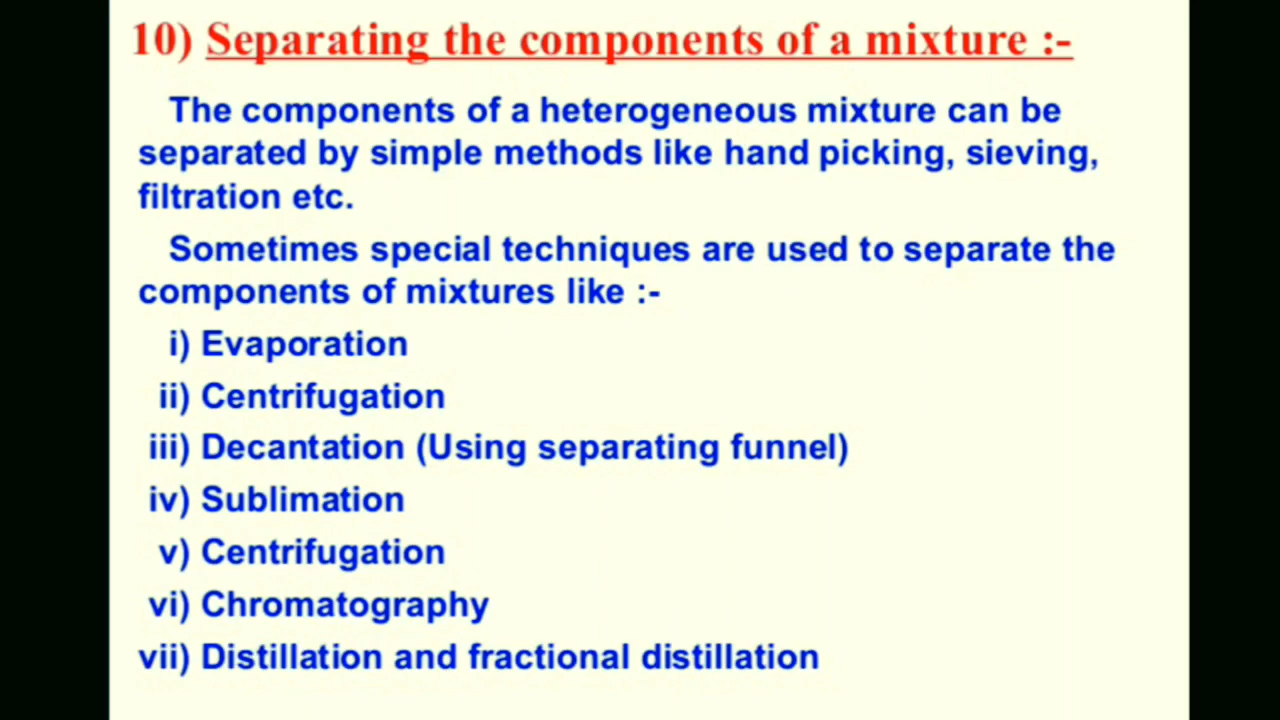 10) Separating the components of a mixture :-
The components of a heterogeneous mixture can be
separated by simple methods like hand picking, sieving,
filtration etc.
Sometimes special techniques are used to separate the
components of mixtures like :-
i) Evaporation
ii) Centrifugation
iii) Decantation (Using separating funnel)
iv) Sublimation
v) Centrifugation
vi) Chromatography
vii) Distillation and fractional distillation